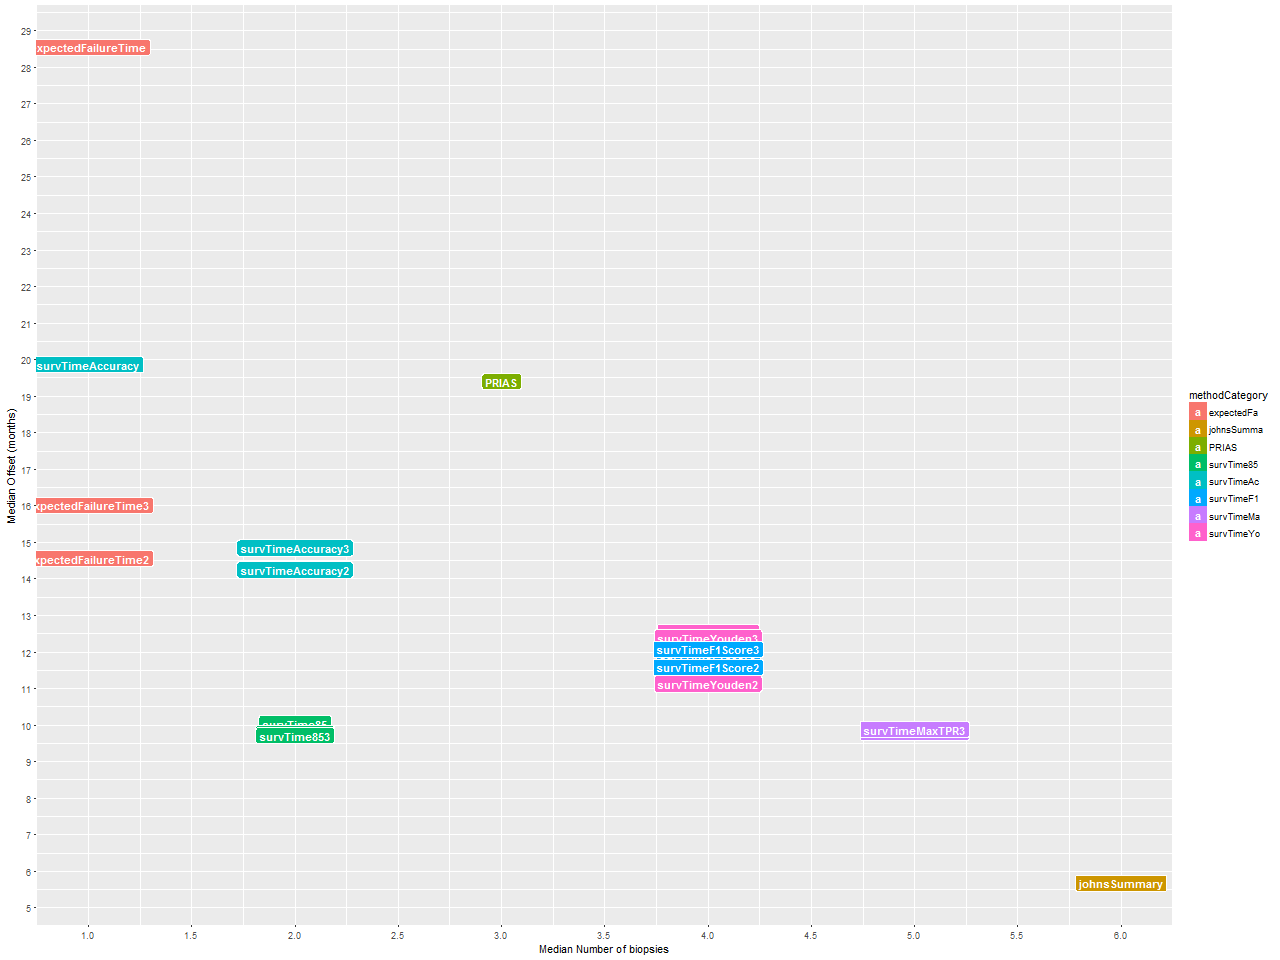 29
28
27
26
25
24
23
22
21
20
19
18
17
16
15
14
13
12
11
10
9
8
7
6
5
Median Offset (months)
xpectedFailureTime
survTimeAccuracy
PRIAS
xpectedFailureTime3
survTimeAccuracy3
xpectedFailureTime2
survTimeAccuracy2
survTimeYouden3
survTimeF1Score3
survTimeF1Score2
survTimeYouden2
survTime85
survTime853
survTimeMaxTPR3
johnsSummary
1.0 1.5 2.0 2.5 3.0 3.5 4.0 4.5 5.0 5.5 6.0
Median Number of biopsies
methodCategory
a expectedFa
a johnsSumma
a PRIAS
a survTime85
a survTimeAc
a survTimeF1
a survTimeMa
a survTimeYo